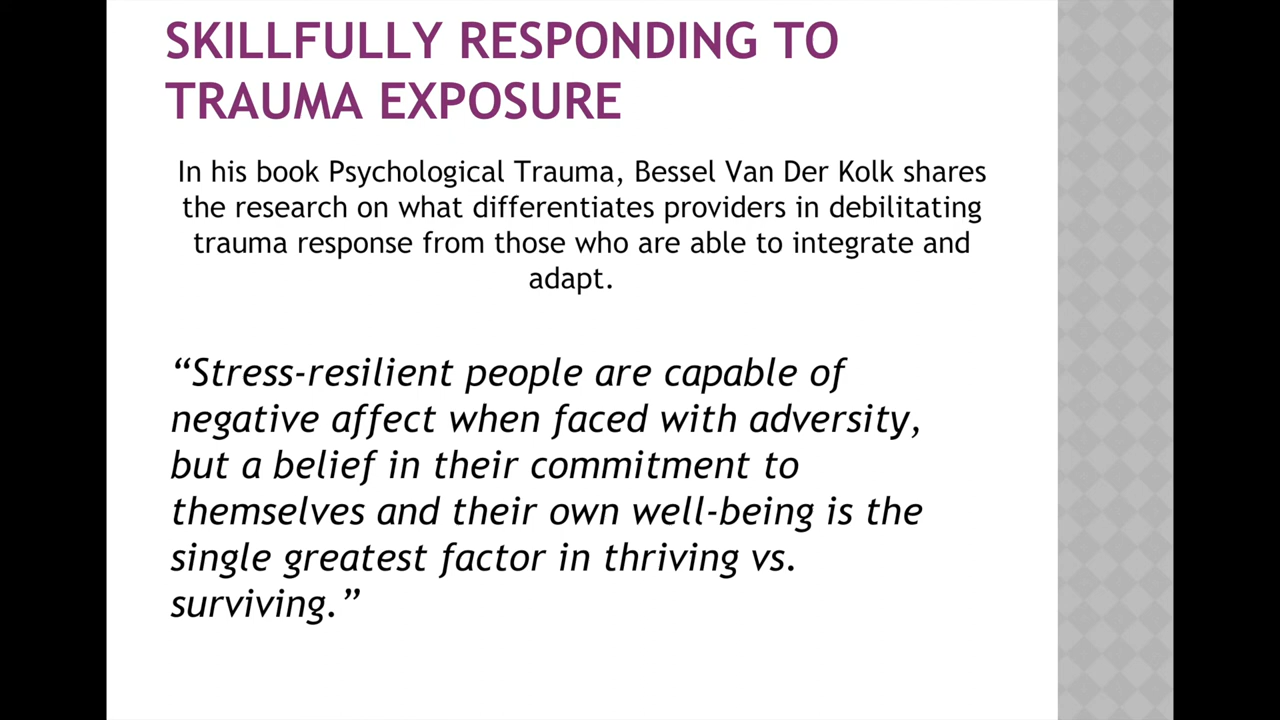 SKILLFULLY RESPONDING TO
TRAUMA EXPOSURE
In his book Psychological Trauma, Bessel Van Der Kolk shares
the research on what differentiates providers in debilitating
trauma response from those who are able to integrate and
adapt.
“Stress-resilient people are capable of
negative affect when faced with adversity,
but a belief in their commitment to
themselves and their own well-being is the
single greatest factor in thriving vs.
surviving.”